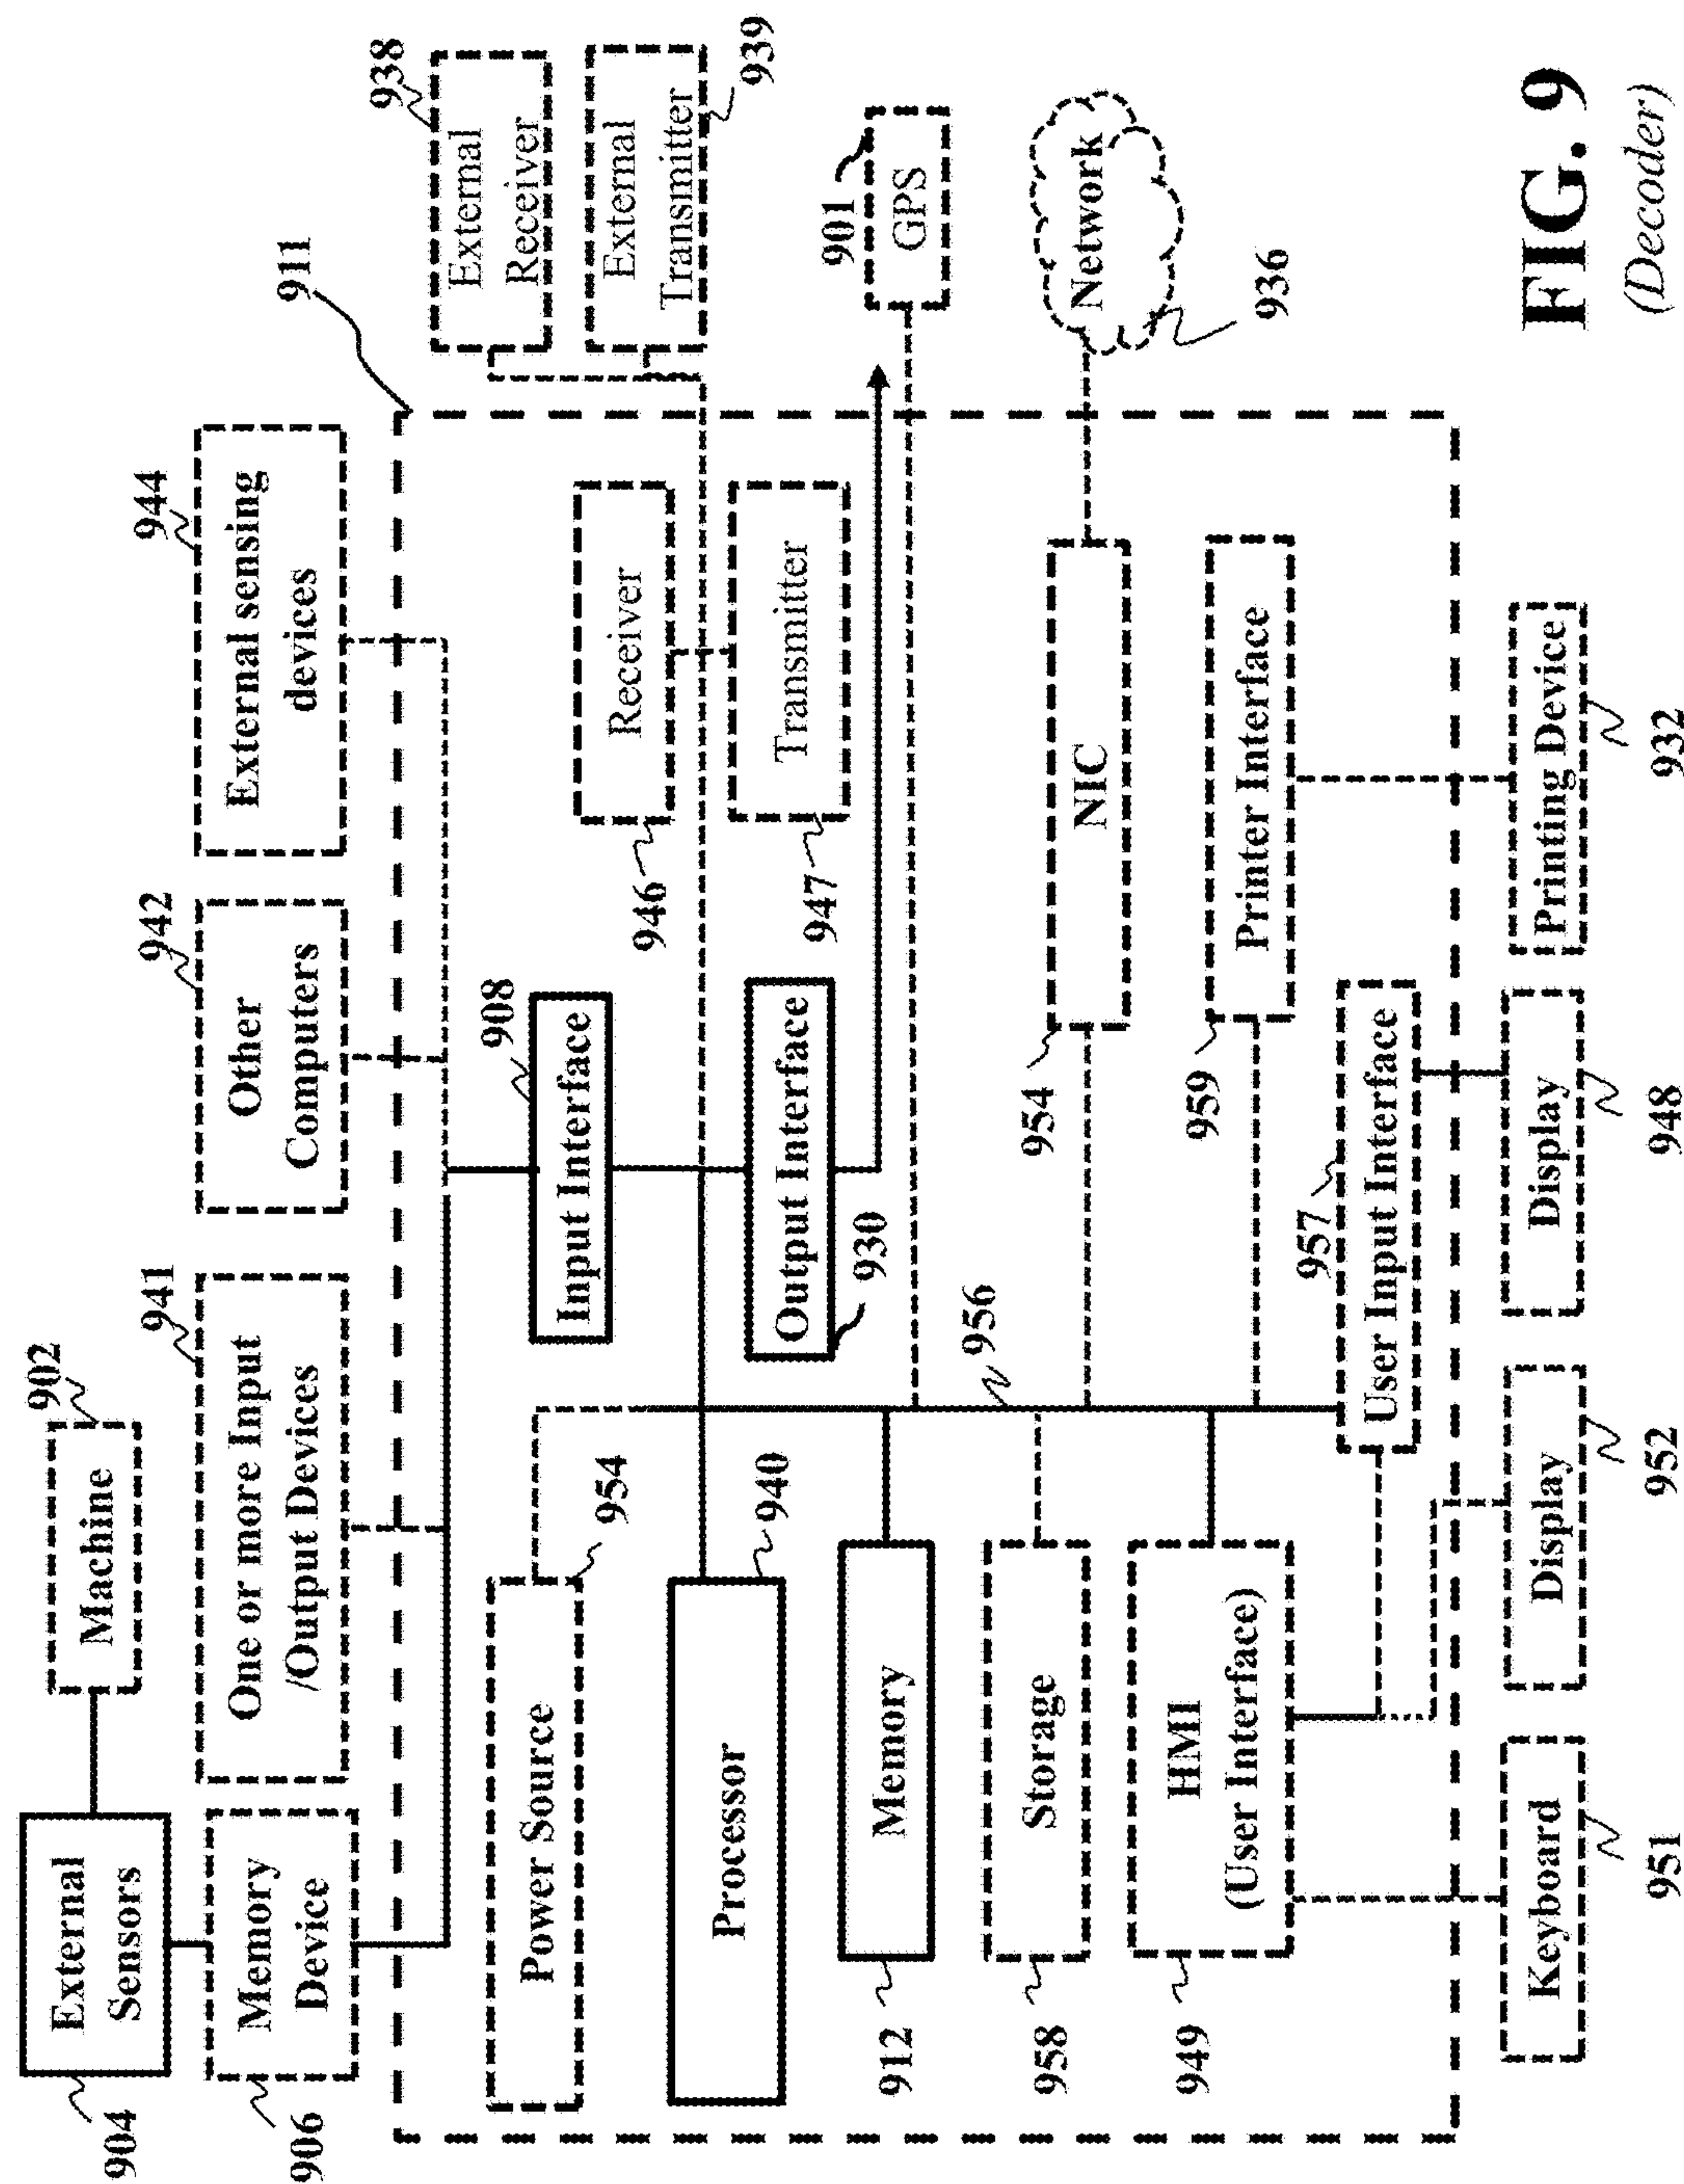 904
External
Sensors
Machine
902
906
Memory
Device
One or more Input
/Output Devices
941
Other
Computers
942
External sensing
devices
944
911
External
Receiver
938
External
Transmitter
939
Power Source
954
Input Interface
908
Receiver
946
Processor
940
Output Interface
930
Transmitter
947
GPS
901
Memory
912
956
Storage
958
NIC
954
Network
936
HMI
(User Interface)
949
Printer Interface
959
User Input Interface
957
Keyboard
951
Display
952
Display
948
Printing Device
932
FIG. 9
(Decoder)